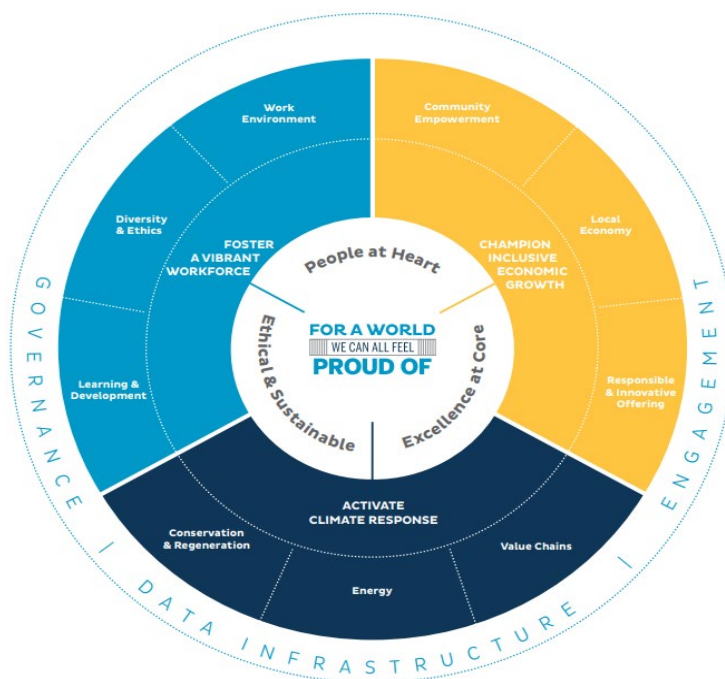 Work
Environment
Community
Empowerment
Diversity
& Ethics
Local
Economy
FOSTER
A VIBRANT
WORKFORCE
People at Heart
CHAMPION
INCLUSIVE
ECONOMIC
GROWTH
FOR A WORLD
WE CAN ALL FEEL
PROUD OF
Ethical & Sustainable
Excellence at Core
Learning &
Development
Responsible
& Innovative
Offering
ACTIVATE
CLIMATE RESPONSE
Conservation
& Regeneration
Energy
Value Chains
GOVERNANCE | DATA INFRASTRUCTURE | ENGAGEMENT